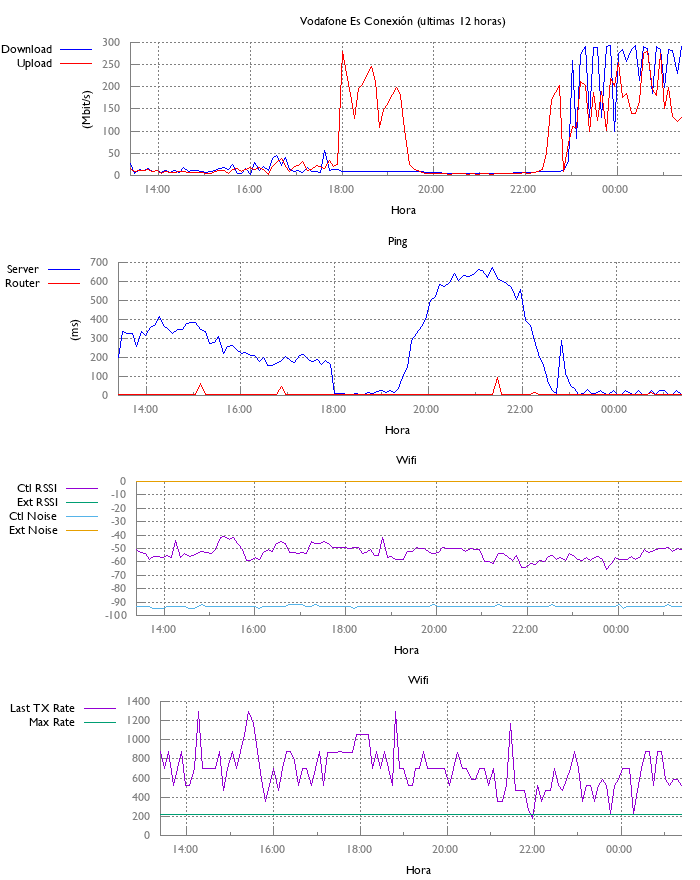 Vodafone Es Conexión (ultimas 12 horas)
Download
Upload
(Mbit/s)
300
250
200
150
100
50
0
14:00 16:00 18:00 20:00 22:00 00:00
Hora
Ping
Server
Router
(ms)
700
600
500
400
300
200
100
0
14:00 16:00 18:00 20:00 22:00 00:00
Hora
Wifi
Ctl RSSI
Ext RSSI
Ctl Noise
Ext Noise
0
-10
-20
-30
-40
-50
-60
-70
-80
-90
-100
14:00 16:00 18:00 20:00 22:00 00:00
Hora
Wifi
Last TX Rate
Max Rate
1400
1200
1000
800
600
400
200
0
14:00 16:00 18:00 20:00 22:00 00:00
Hora